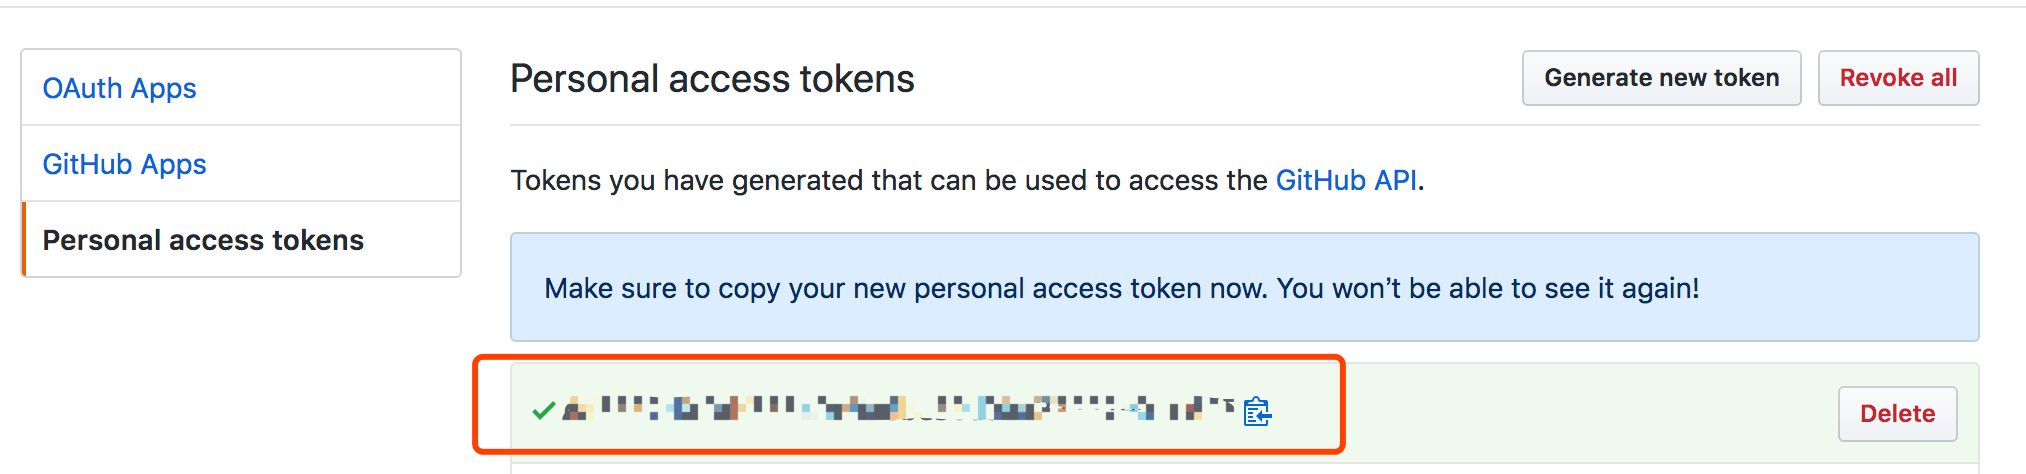 OAuth Apps
GitHub Apps
Personal access tokens
Personal access tokens
Generate new token
Revoke all
Tokens you have generated that can be used to access the GitHub API.
Make sure to copy your new personal access token now. You won’t be able to see it again!
Delete